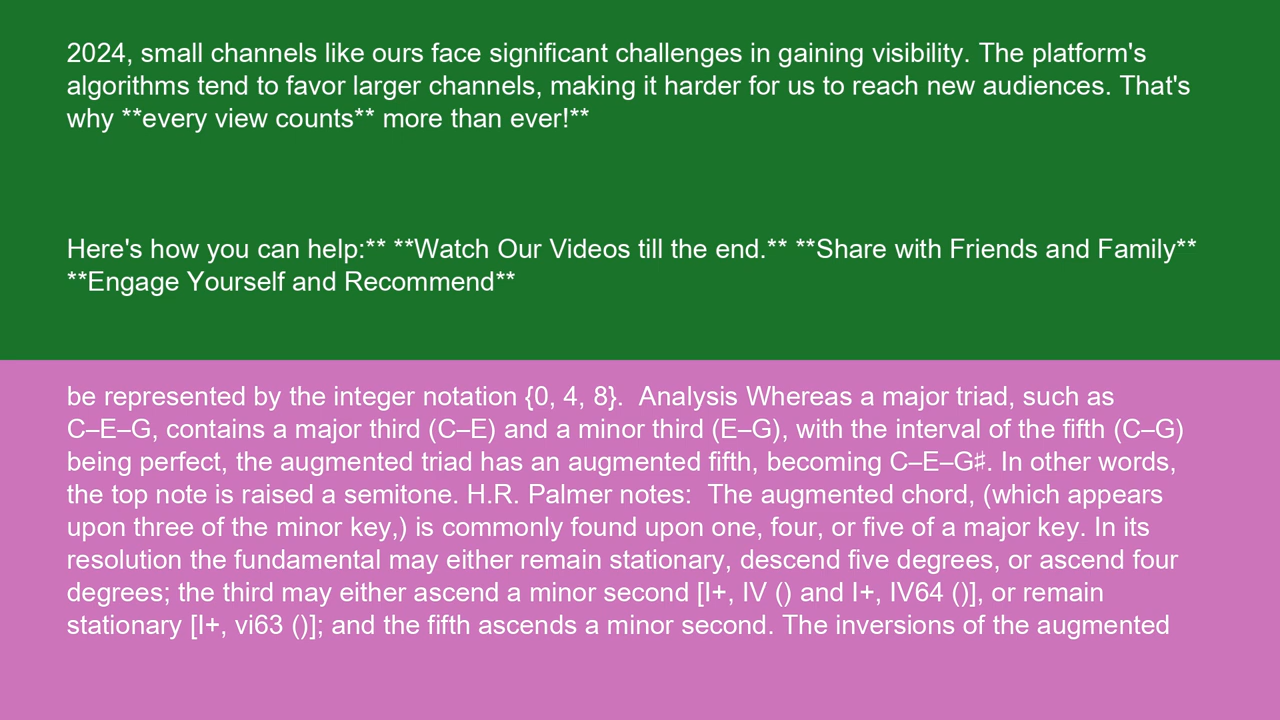 2024, small channels like ours face significant challenges in gaining visibility. The platform's
algorithms tend to favor larger channels, making it harder for us to reach new audiences. That's
why **every view counts** more than ever!**
Here's how you can help:** **Watch Our Videos till the end.** **Share with Friends and Family**
**Engage Yourself and Recommend**
be represented by the integer notation {0, 4, 8}.  Analysis Whereas a major triad, such as
C–E–G, contains a major third (C–E) and a minor third (E–G), with the interval of the fifth (C–G)
being perfect, the augmented triad has an augmented fifth, becoming C–E–G♯. In other words,
the top note is raised a semitone. H.R. Palmer notes:  The augmented chord, (which appears
upon three of the minor key,) is commonly found upon one, four, or five of a major key. In its
resolution the fundamental may either remain stationary, descend five degrees, or ascend four
degrees; the third may either ascend a minor second [I+, IV () and I+, IV64 ()], or remain
stationary [I+, vi63 ()]; and the fifth ascends a minor second. The inversions of the augmented